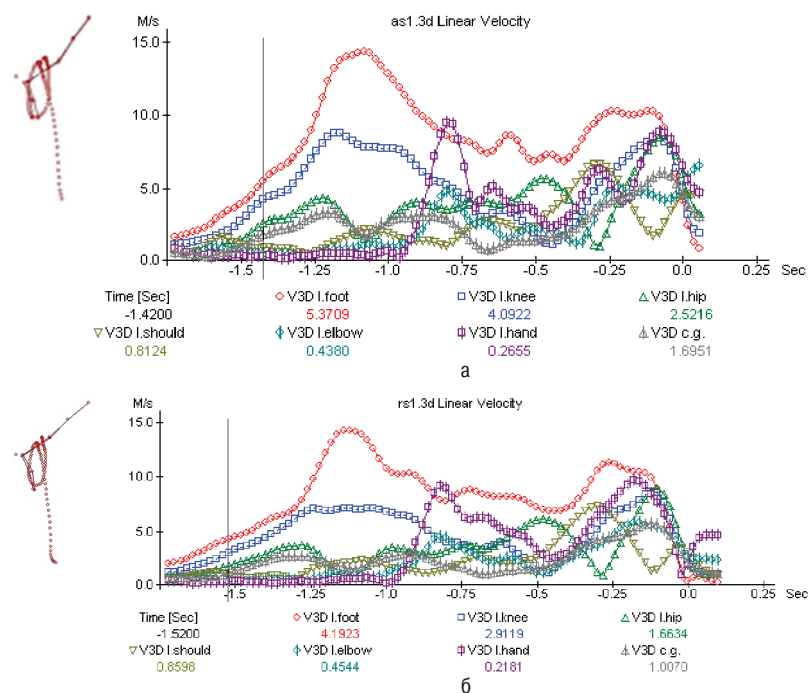 M/s as1.3d Linear Velocity
15.0
10.0
5.0
0.0
-1.5 -1.25 -1.0 -0.75 -0.5 -0.25 0.0 0.25 Sec
Time [Sec] V3D l.foot V3D l.knee V3D l.hip
-1.4200 5.3709 4.0922 2.5216
V3D l.should V3D l.elbow V3D l.hand V3D c.g.
0.8124 0.4380 0.2655 1.6951
а
M/s rs1.3d Linear Velocity
15.0
10.0
5.0
0.0
-1.5 -1.25 -1.0 -0.75 -0.5 -0.25 0.0 0.25 Sec
Time [Sec] V3D l.foot V3D l.knee V3D l.hip
-1.5200 4.1923 2.9119 1.6634
V3D l.should V3D l.elbow V3D l.hand V3D c.g.
0.8598 0.4544 0.2181 1.0070
б